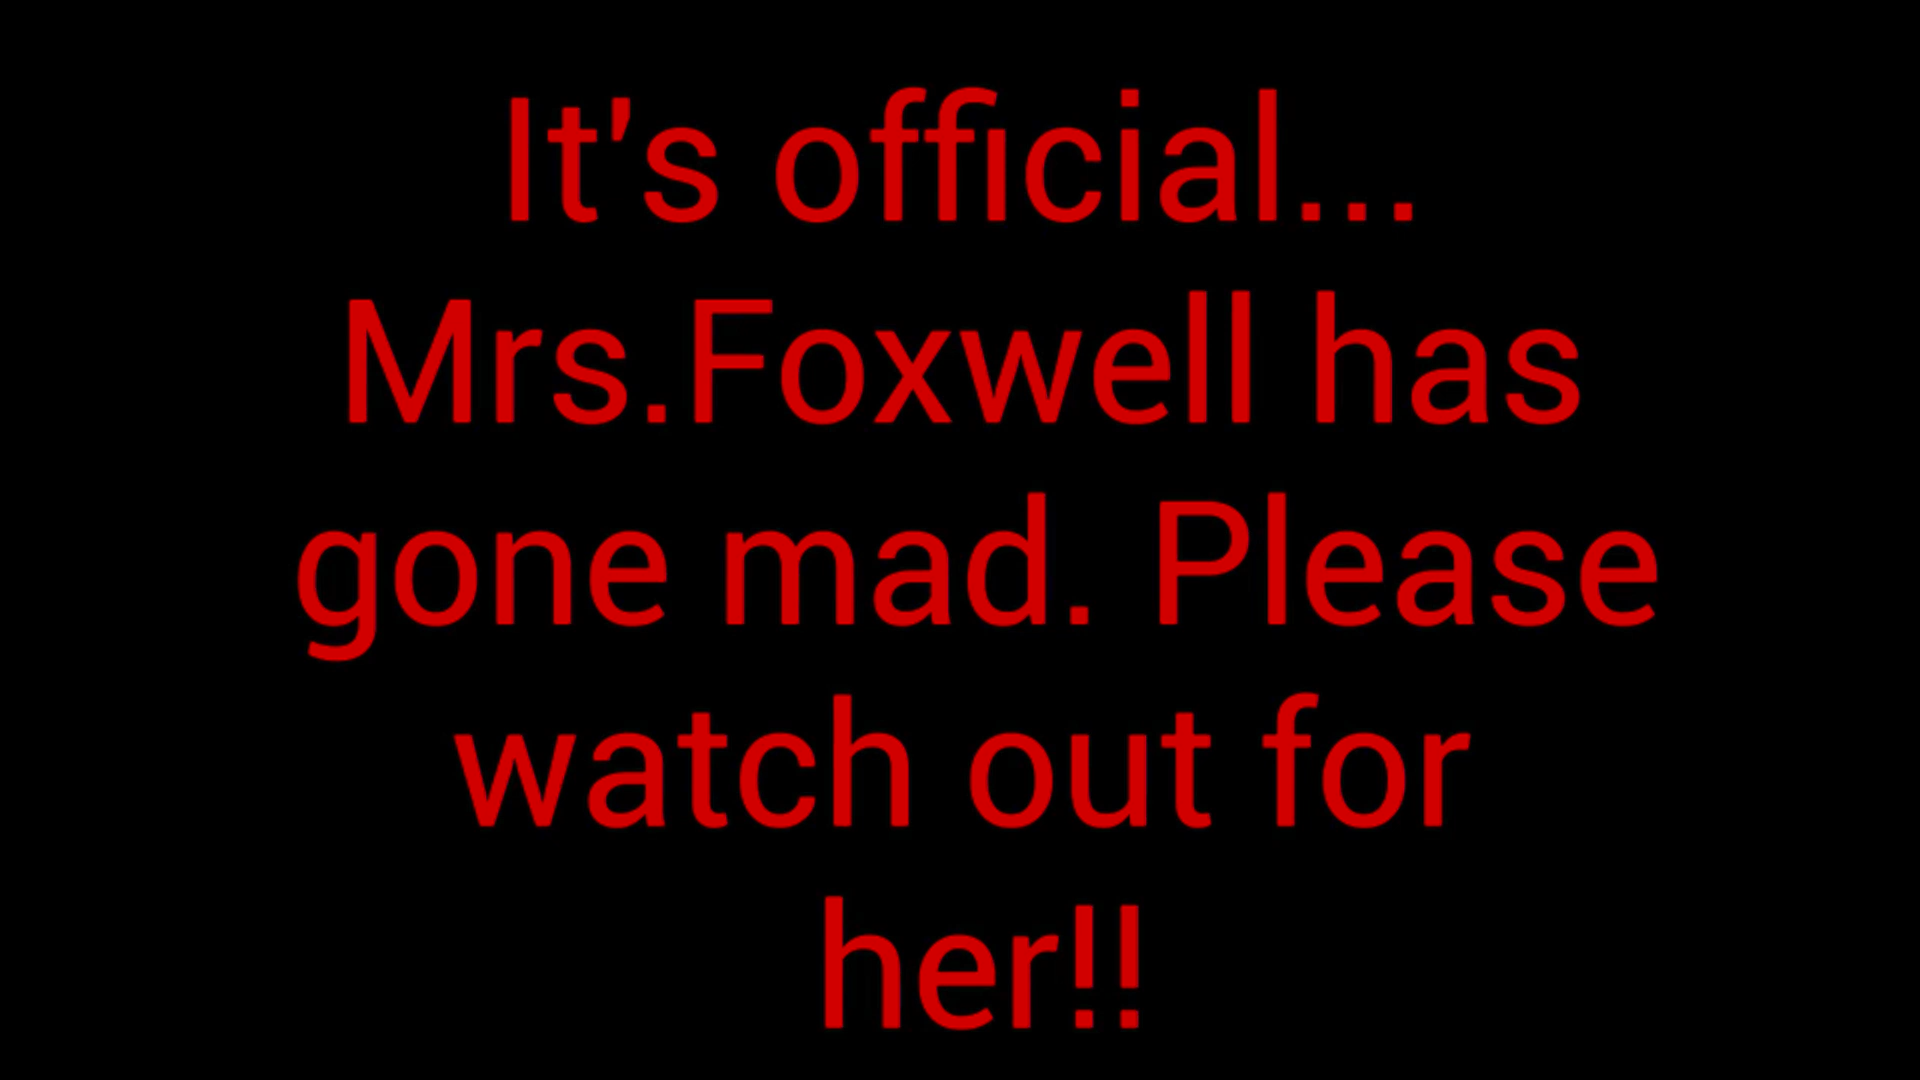 It's official...
Mrs.Foxwell has
gone mad. Please
watch out for
her!!